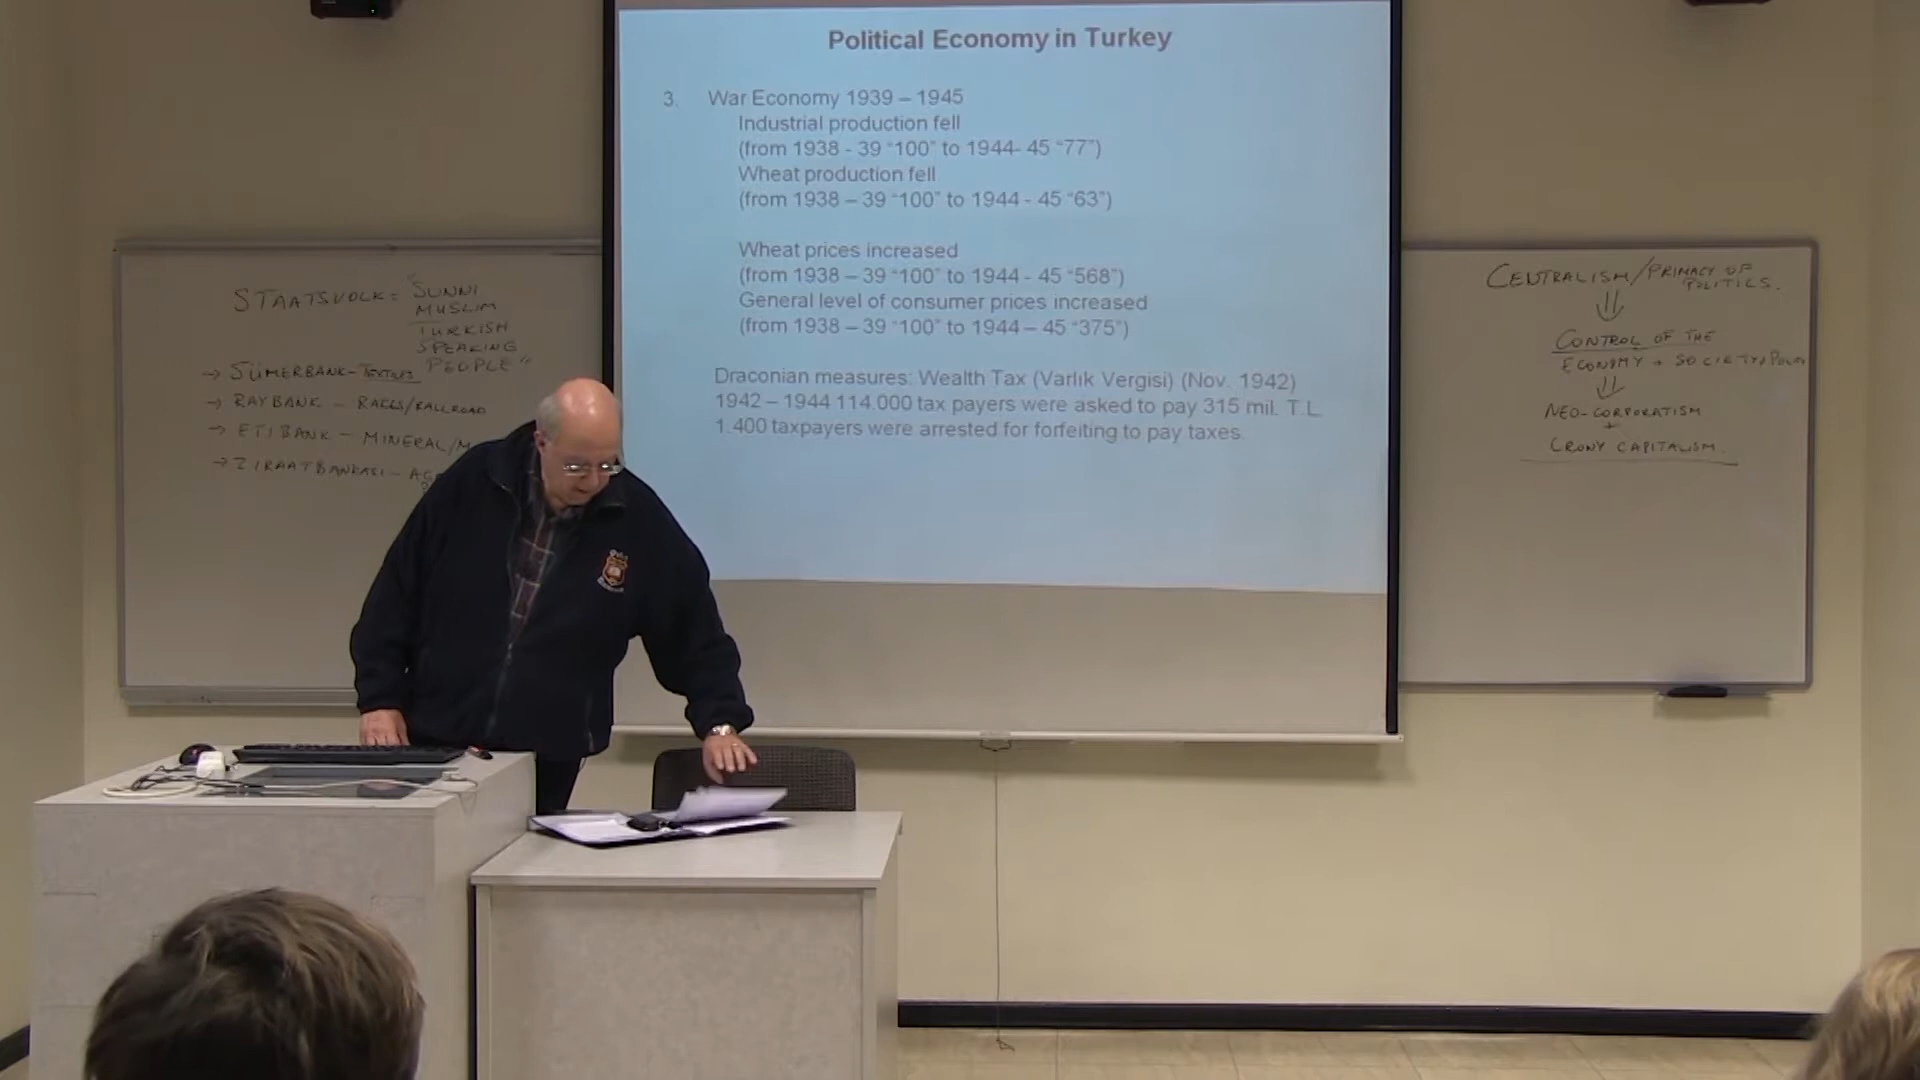 Political Economy in Turkey
3. War Economy 1939 – 1945
Industrial production fell
(from 1938 - 39 “100” to 1944- 45 “77”)
Wheat production fell
(from 1938 – 39 “100” to 1944 - 45 “63”)
Wheat prices increased
(from 1938 – 39 “100” to 1944 - 45 “568”)
General level of consumer prices increased
(from 1938 – 39 “100” to 1944 – 45 “375”)
Draconian measures: Wealth Tax (Varlık Vergisi) (Nov. 1942)
1942 – 1944 114.000 tax payers were asked to pay 315 mil. T.L
1.400 taxpayers were arrested for forfeiting to pay taxes.
STAATSVOLK = "SUNNI
MUSLIM
TURKISH
SPEAKING
PEOPLE"
→ SÜMERBANK – TEXTILES
→ RAYBANK – RAILS/RAILROAD
→ ETIBANK – MINERAL/M
→ ZIRAATBANKASI –
CENTRALISM/PRIMACY OF
POLITICS.
⇓
CONTROL OF THE
ECONOMY + SOCIETY/
⇓
NEO-CORPORATISM
+
CRONY CAPITALISM.